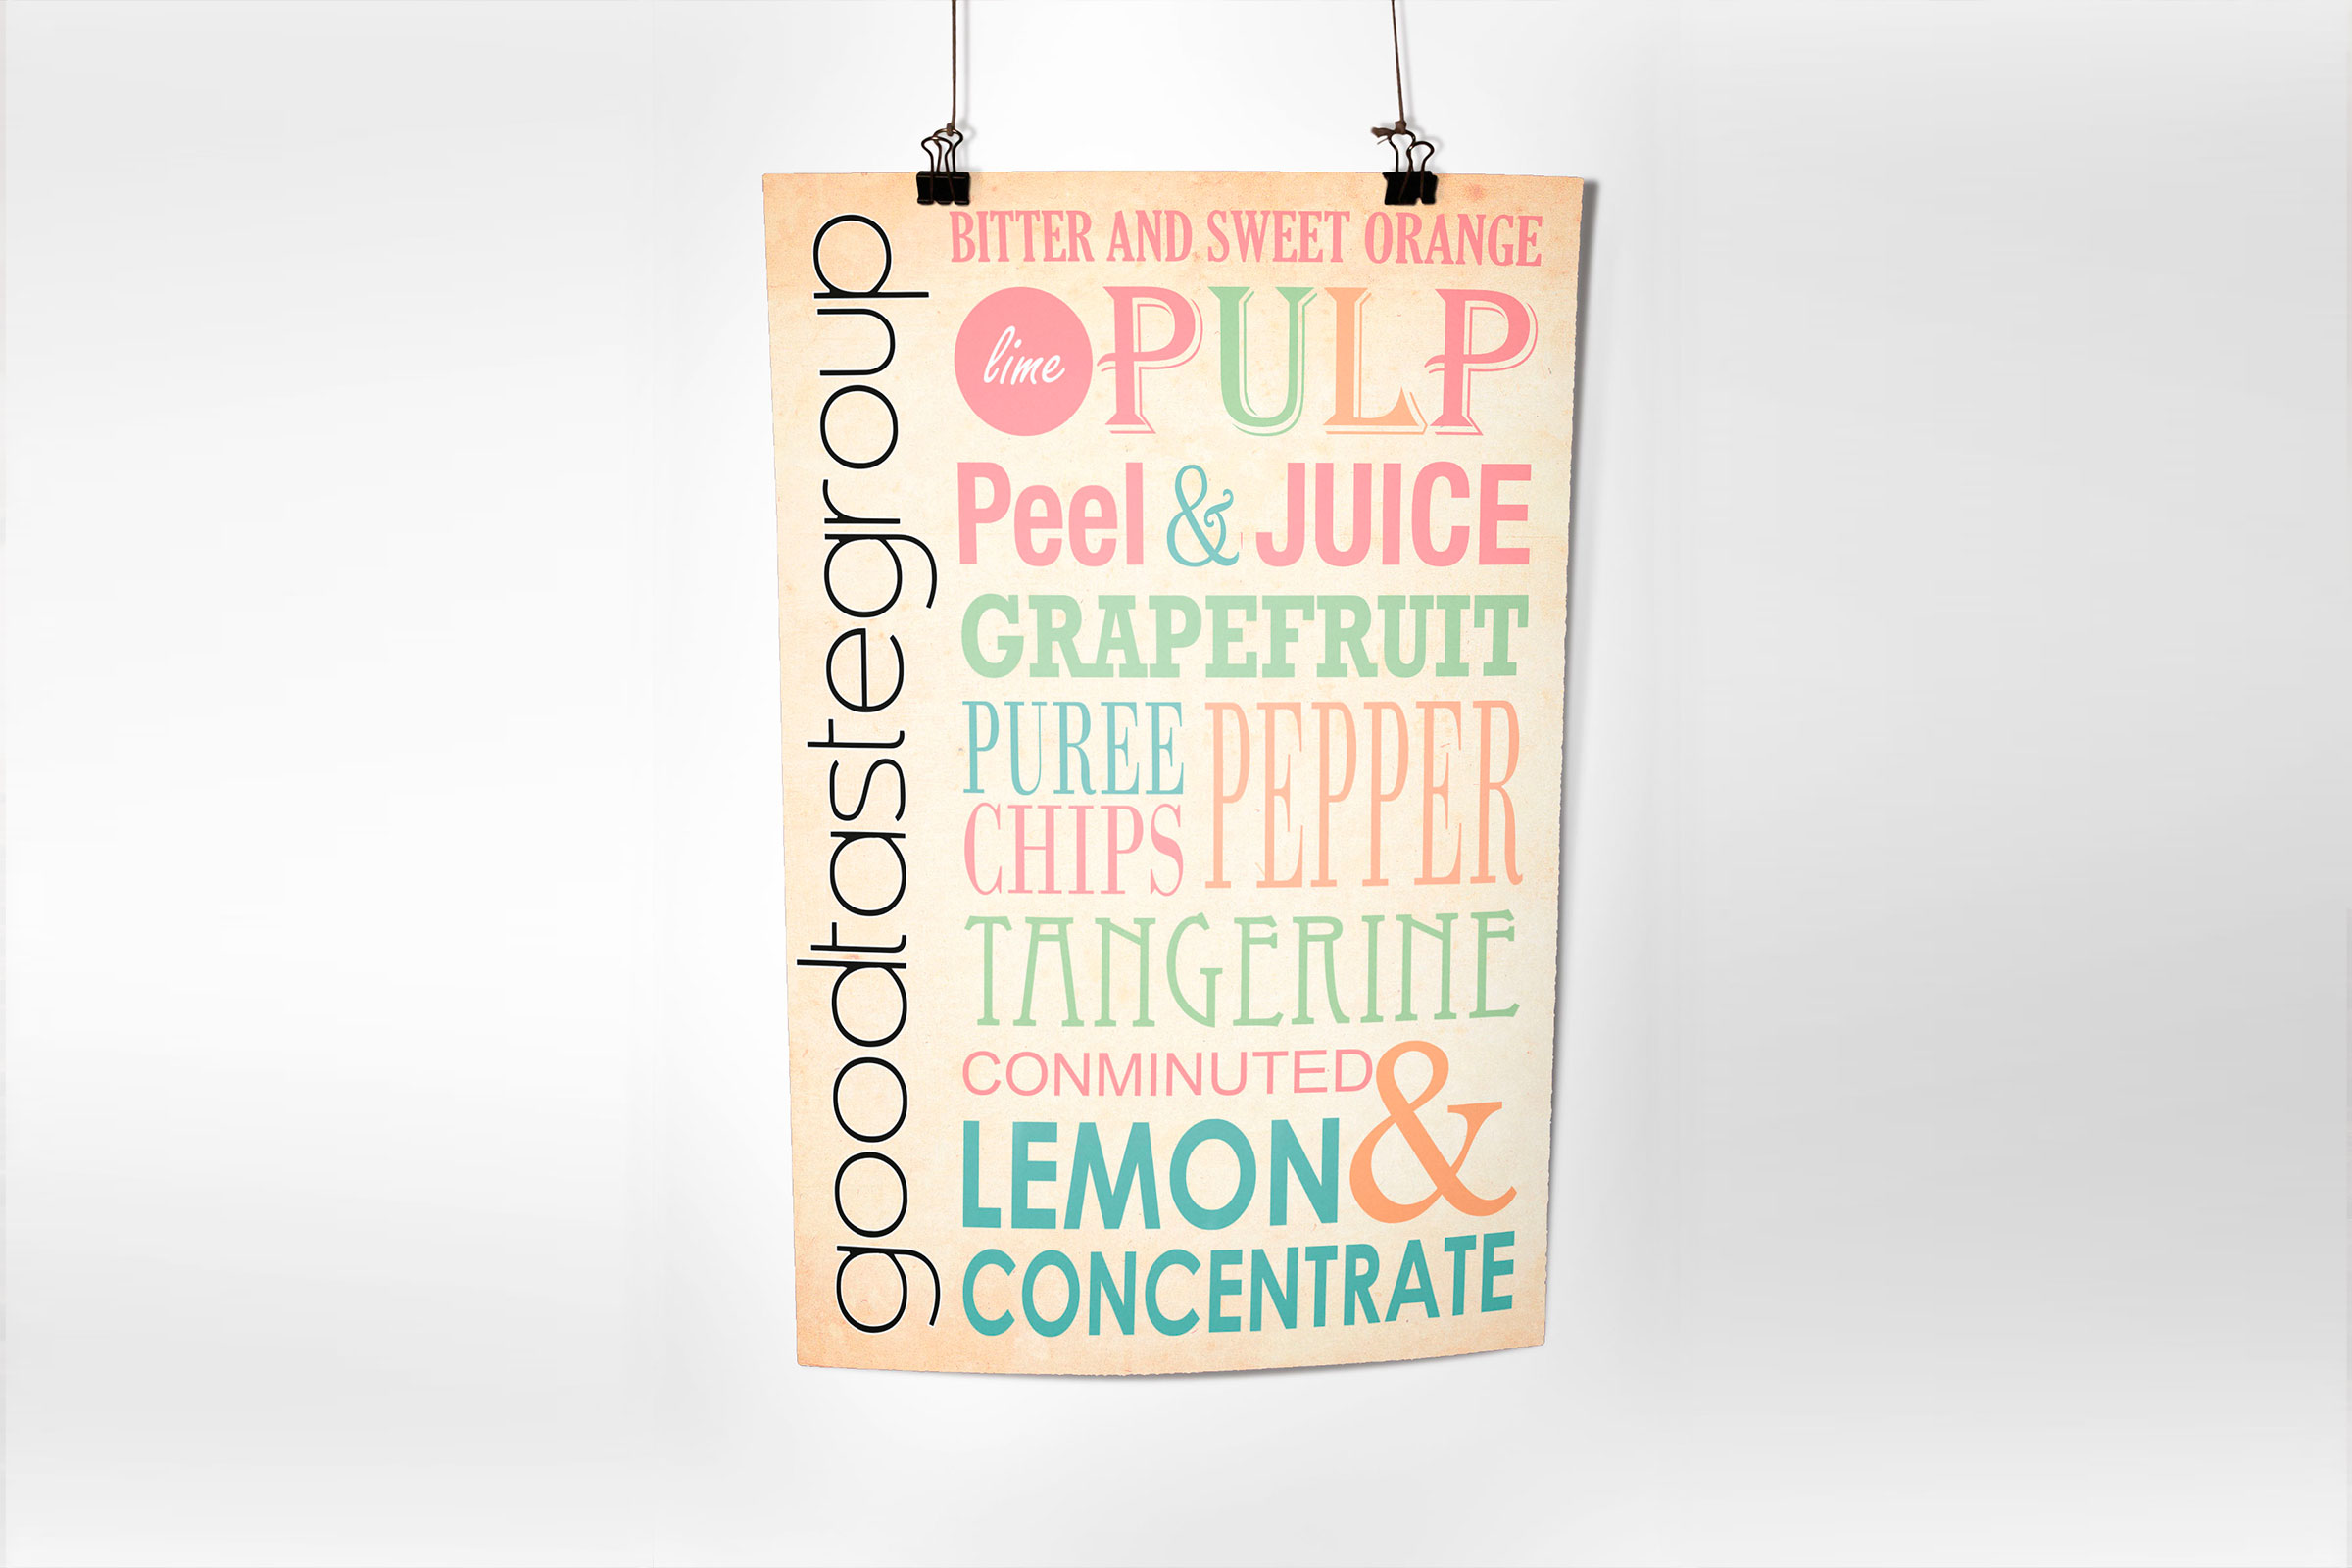 goodtastegroup
BITTER AND SWEET ORANGE
lime PULP
Peel & JUICE
GRAPEFRUIT
PUREE PEPPER
CHIPS
TANGERINE
CONMINUTED &
LEMON
CONCENTRATE